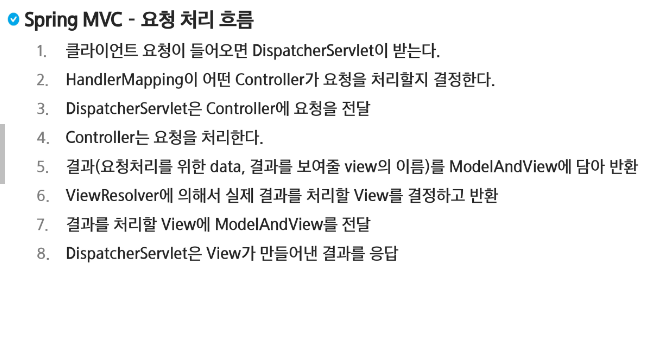 Spring MVC - 요청 처리 흐름
1. 클라이언트 요청이 들어오면 DispatcherServlet이 받는다.
2. HandlerMapping이 어떤 Controller가 요청을 처리할지 결정한다.
3. DispatcherServlet은 Controller에 요청을 전달
4. Controller는 요청을 처리한다.
5. 결과(요청처리를 위한 data, 결과를 보여줄 view의 이름)를 ModelAndView에 담아 반환
6. ViewResolver에 의해서 실제 결과를 처리할 View를 결정하고 반환
7. 결과를 처리할 View에 ModelAndView를 전달
8. DispatcherServlet은 View가 만들어낸 결과를 응답